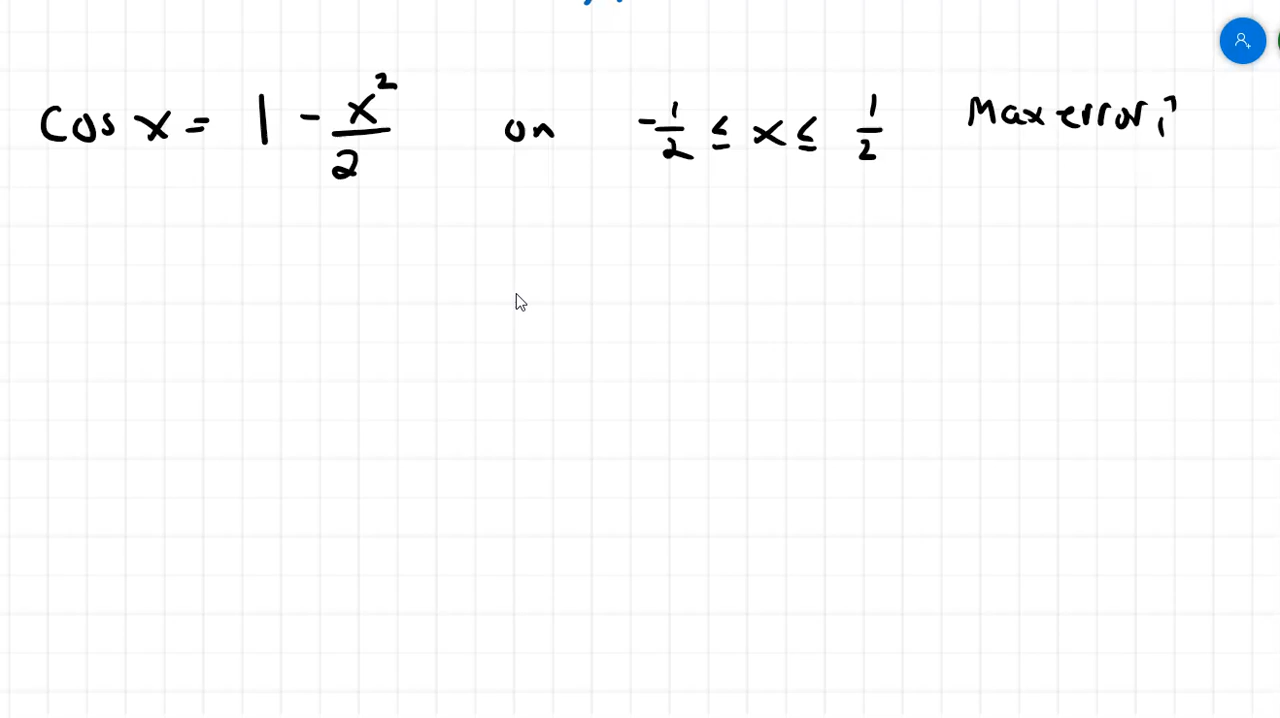 Cos x = 1 - x²/2 on -1/2 ≤ x ≤ 1/2 Max error?